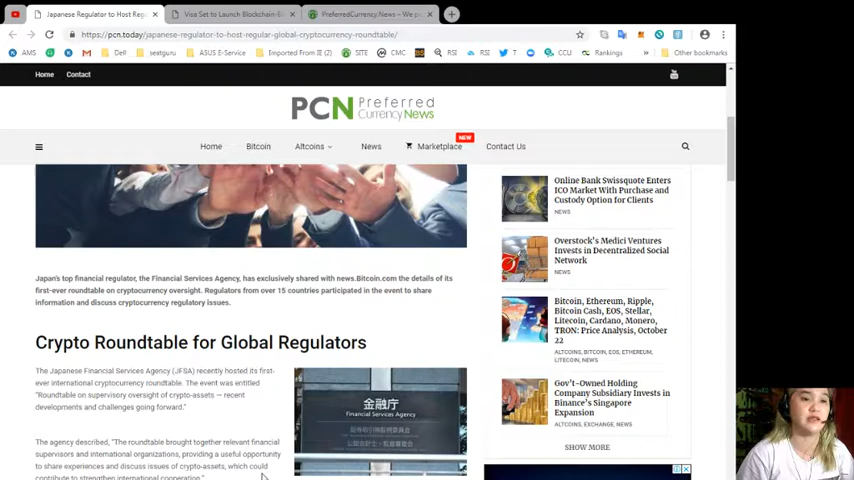 Japanese Regulator to Host Reg
Visa Set to Launch Blockchain-B
PreferredCurrency.News – We p
https://pcn.today/japanese-regulator-to-host-regular-global-cryptocurrency-roundtable/
AMS
Dell
seatguru
ASUS E-Service
Imported From IE (2)
SITE
CMC
RSI
RSI
T
CCU
Rankings
Other bookmarks
Home
Contact
PCN Preferred
Currency News
Home
Bitcoin
Altcoins
News
NEW
Marketplace
Contact Us
Online Bank Swissquote Enters
ICO Market With Purchase and
Custody Option for Clients
NEWS
Overstock's Medici Ventures
Invests in Decentralized Social
Network
NEWS
Japan's top financial regulator, the Financial Services Agency, has exclusively shared with news.Bitcoin.com the details of its
first-ever roundtable on cryptocurrency oversight. Regulators from over 15 countries participated in the event to share
information and discuss cryptocurrency regulatory issues.
Bitcoin, Ethereum, Ripple,
Bitcoin Cash, EOS, Stellar,
Litecoin, Cardano, Monero,
TRON: Price Analysis, October
22
ALTCOINS, BITCOIN, EOS, ETHEREUM,
LITECOIN, NEWS
Crypto Roundtable for Global Regulators
The Japanese Financial Services Agency (JFSA) recently hosted its first-
ever international cryptocurrency roundtable. The event was entitled
"Roundtable on supervisory oversight of crypto-assets — recent
developments and challenges going forward."
金融庁
Financial Services Agency
Gov't-Owned Holding
Company Subsidiary Invests in
Binance's Singapore
Expansion
ALTCOINS, EXCHANGE, NEWS
The agency described, "The roundtable brought together relevant financial
supervisors and international organizations, providing a useful opportunity
to share experiences and discuss issues of crypto-assets, which could
contribute to strengthen international cooperation."
SHOW MORE